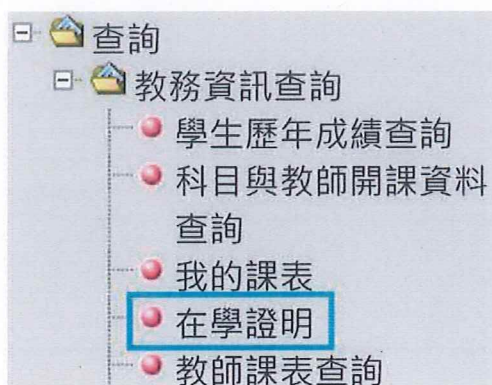 查詢
教務資訊查詢
學生歷年成績查詢
科目與教師開課資料
查詢
我的課表
在學證明
教師課表查詢